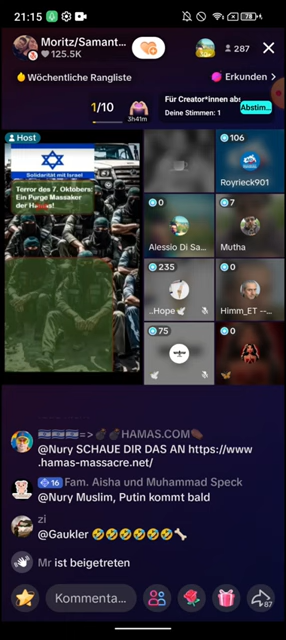 21:15
78
Moritz/Samant...
125.5K
287
Wöchentliche Rangliste
Erkunden >
1/10
3h41m
Für Creator*innen abs
Deine Stimmen: 1
Abstim...
Host
Solidarität mit Israel
Terror des 7. Oktobers:
Ein Purge Massaker
der Hamas!
106
Royrieck901
0
Alessio Di Sa...
7
Mutha
235
..Hope
0
Himm_ET --...
75
0
🇮🇱🇮🇱🇮🇱=>💣💣HAMAS.COM⚰️
@Nury SCHAUE DIR DAS AN https://www
.hamas-massacre.net/
16 Fam. Aisha und Muhammad Speck
@Nury Muslim, Putin kommt bald
zi
@Gaukler 🤣🤣🤣🤣🤣🤣🦴
Mr ist beigetreten
Kommenta...
87